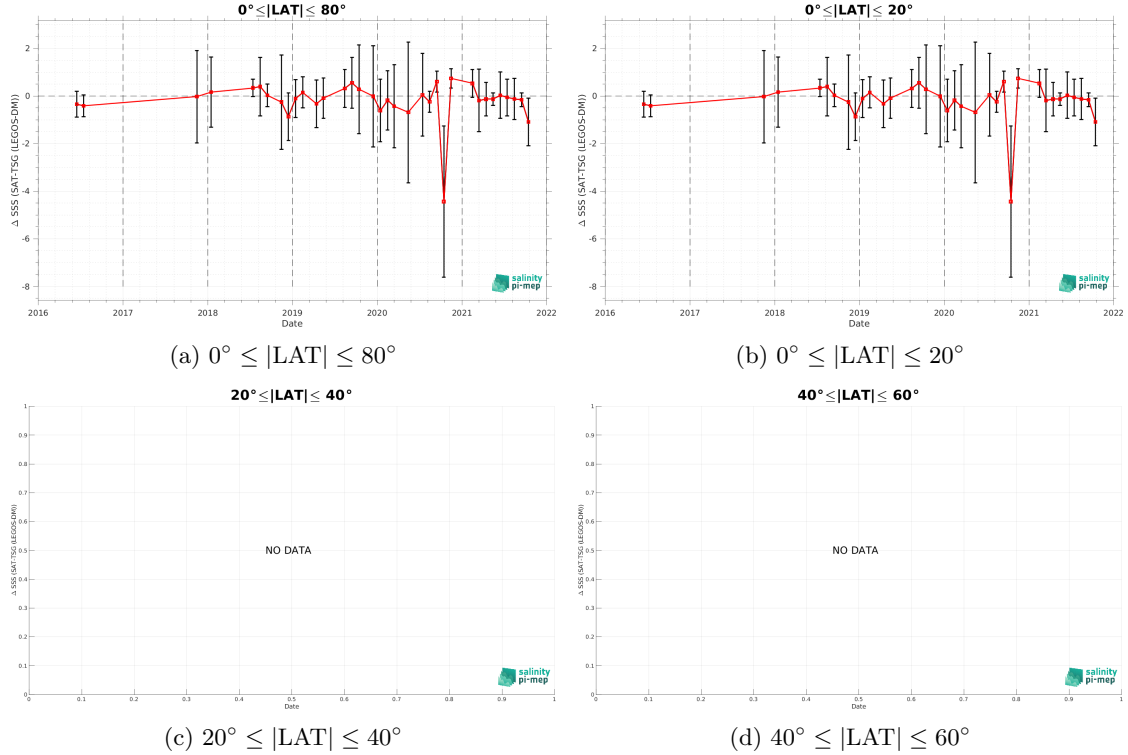 0°≤|LAT|≤ 80°
2
0
-2
-4
-6
-8
Δ SSS (SAT-TSG (LEGOS-DM))
2016 2017 2018 2019 2020 2021 2022
Date
salinity
pi-mep
(a) 0° ≤ |LAT| ≤ 80°
0°≤|LAT|≤ 20°
2
0
-2
-4
-6
-8
Δ SSS (SAT-TSG (LEGOS-DM))
2016 2017 2018 2019 2020 2021 2022
Date
salinity
pi-mep
(b) 0° ≤ |LAT| ≤ 20°
20°≤|LAT|≤ 40°
1
0.9
0.8
0.7
0.6
0.5
0.4
0.3
0.2
0.1
0
Δ SSS (SAT-TSG (LEGOS-DM))
NO DATA
0 0.1 0.2 0.3 0.4 0.5 0.6 0.7 0.8 0.9 1
Date
salinity
pi-mep
(c) 20° ≤ |LAT| ≤ 40°
40°≤|LAT|≤ 60°
1
0.9
0.8
0.7
0.6
0.5
0.4
0.3
0.2
0.1
0
Δ SSS (SAT-TSG (LEGOS-DM))
NO DATA
0 0.1 0.2 0.3 0.4 0.5 0.6 0.7 0.8 0.9 1
Date
salinity
pi-mep
(d) 40° ≤ |LAT| ≤ 60°